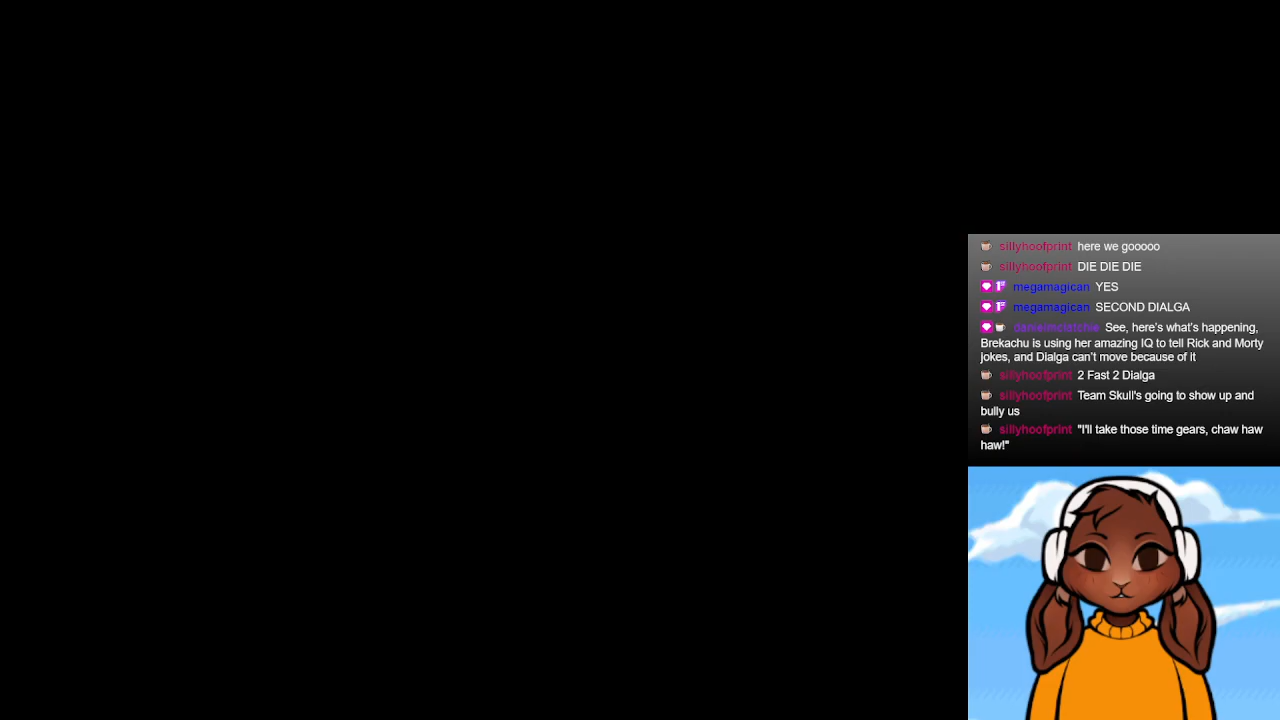 sillyhoofprint here we gooooo
sillyhoofprint DIE DIE DIE
megamagican YES
megamagican SECOND DIALGA
danielmclatchie See, here's what's happening,
Brekachu is using her amazing IQ to tell Rick and Morty
jokes, and Dialga can't move because of it
sillyhoofprint 2 Fast 2 Dialga
sillyhoofprint Team Skull's going to show up and
bully us
sillyhoofprint "I'll take those time gears, chaw haw
haw!"